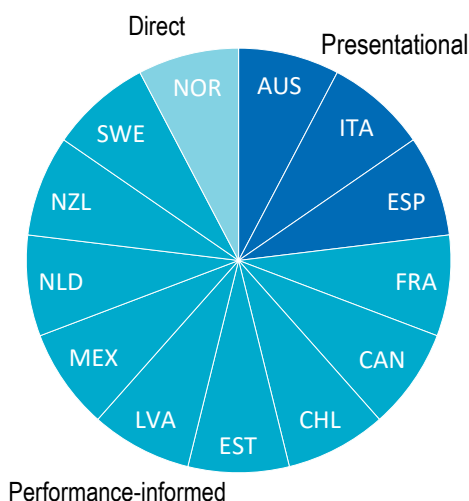 Direct
Presentational
NOR
AUS
SWE
ITA
NZL
ESP
NLD
FRA
MEX
CAN
LVA
CHL
EST
Performance-informed